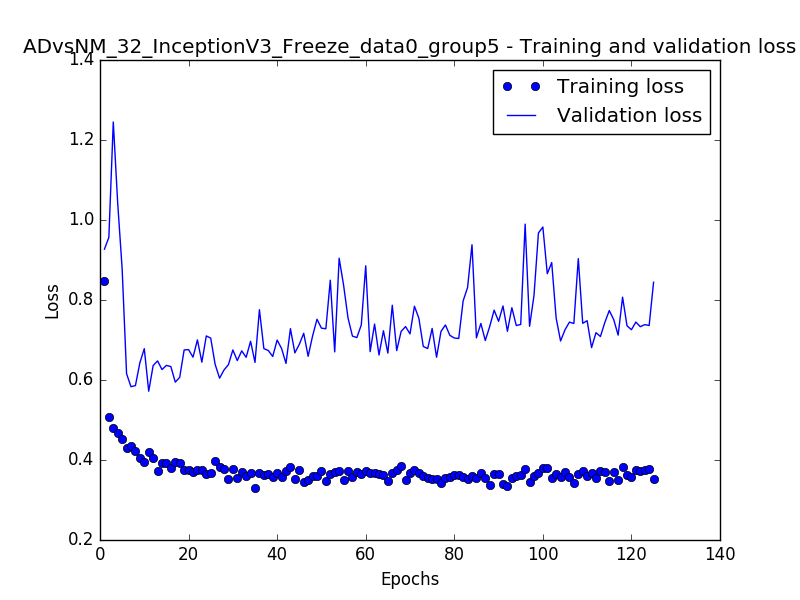 ADvsNM_32_InceptionV3_Freeze_data0_group5 - Training and validation loss
1.4
1.2
1.0
0.8
0.6
0.4
0.2
Loss
Training loss
Validation loss
0 20 40 60 80 100 120 140
Epochs